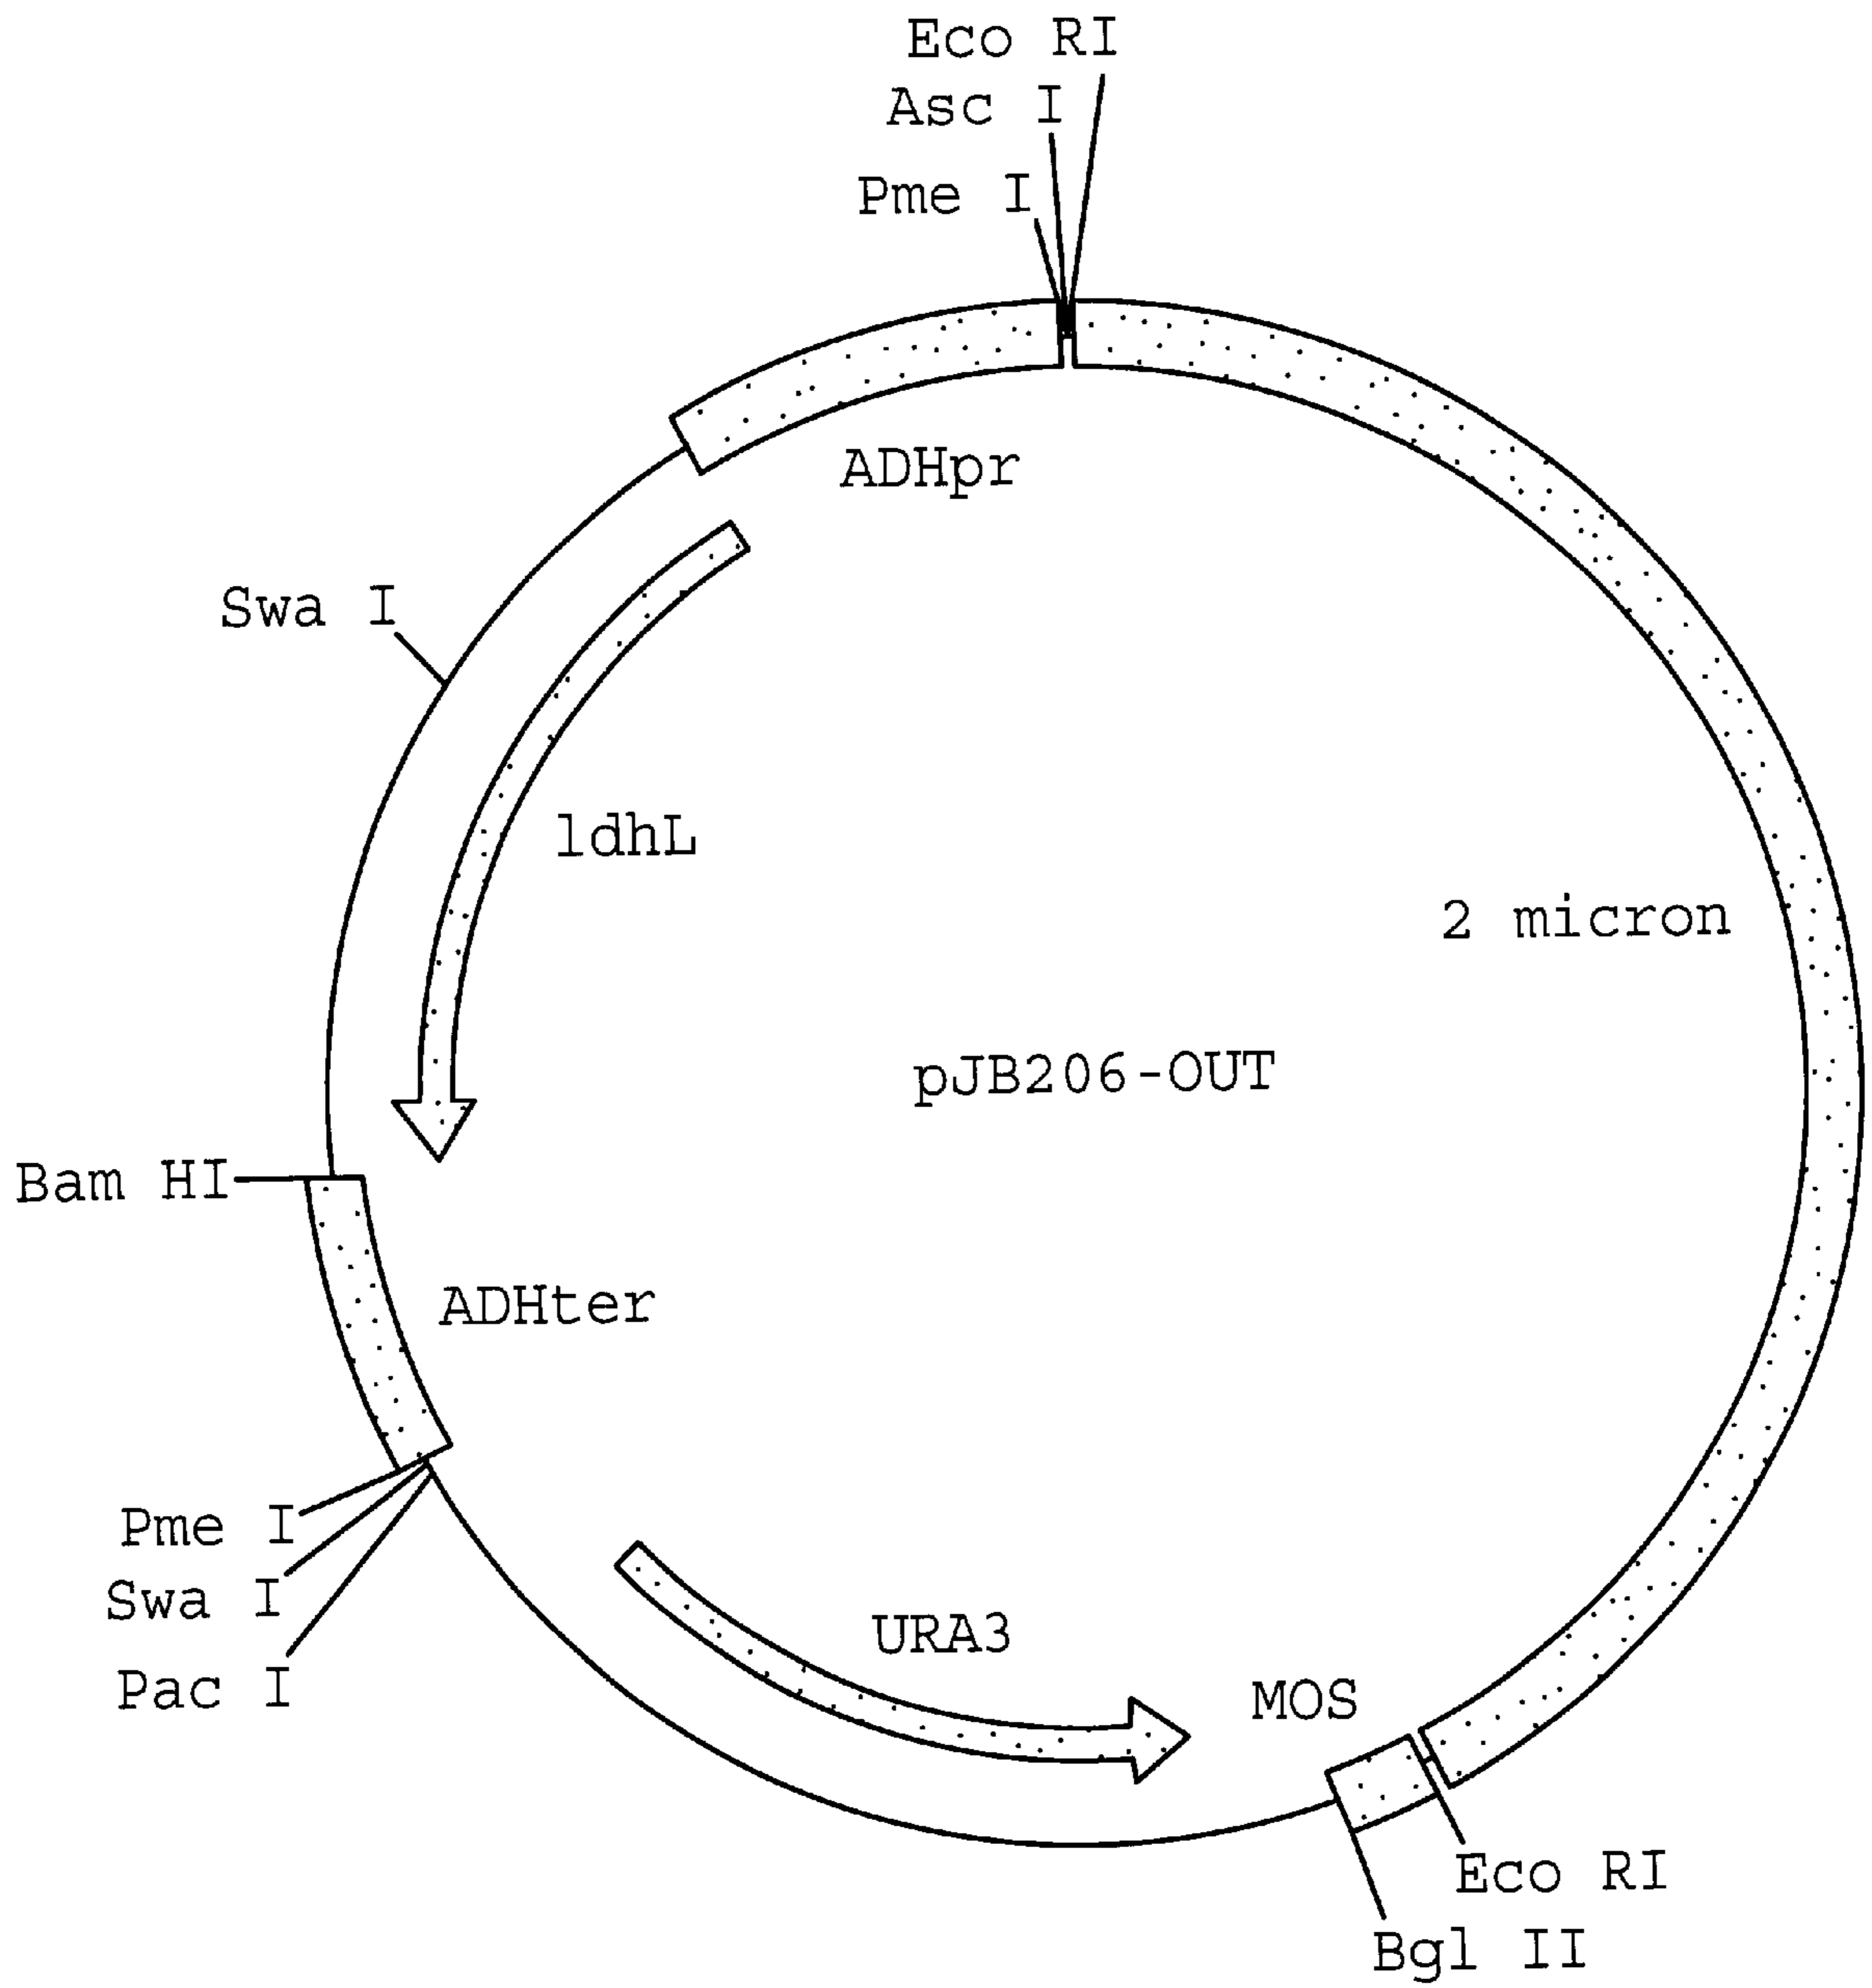 Eco RI
Asc I
Pme I
ADHpr
Swa I
ldhL
2 micron
pJB206-OUT
Bam HI
ADHter
Pme I
Swa I
URA3
Pac I
MOS
Eco RI
Bgl II